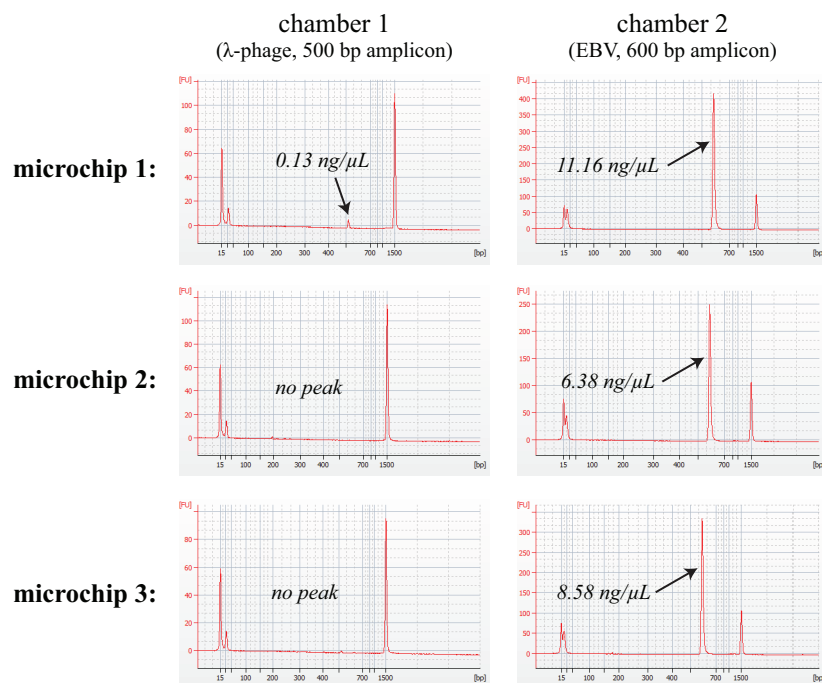 chamber 1
(λ-phage, 500 bp amplicon)
chamber 2
(EBV, 600 bp amplicon)
microchip 1:
[FU]
100
80
60
40
20
0
0.13 ng/µL
15 100 150 200 300 400 700 1500 [bp]
[FU]
400
350
300
250
200
150
100
50
0
11.16 ng/µL
15 100 200 300 400 700 1500 [bp]
microchip 2:
[FU]
100
80
60
40
20
0
no peak
15 100 150 200 300 400 700 1500 [bp]
[FU]
250
200
150
100
50
0
6.38 ng/µL
15 100 200 300 400 700 1500 [bp]
microchip 3:
[FU]
80
60
40
20
0
no peak
15 100 150 200 300 400 700 1500 [bp]
[FU]
300
250
200
150
100
50
0
8.58 ng/µL
15 100 200 300 400 700 1500 [bp]